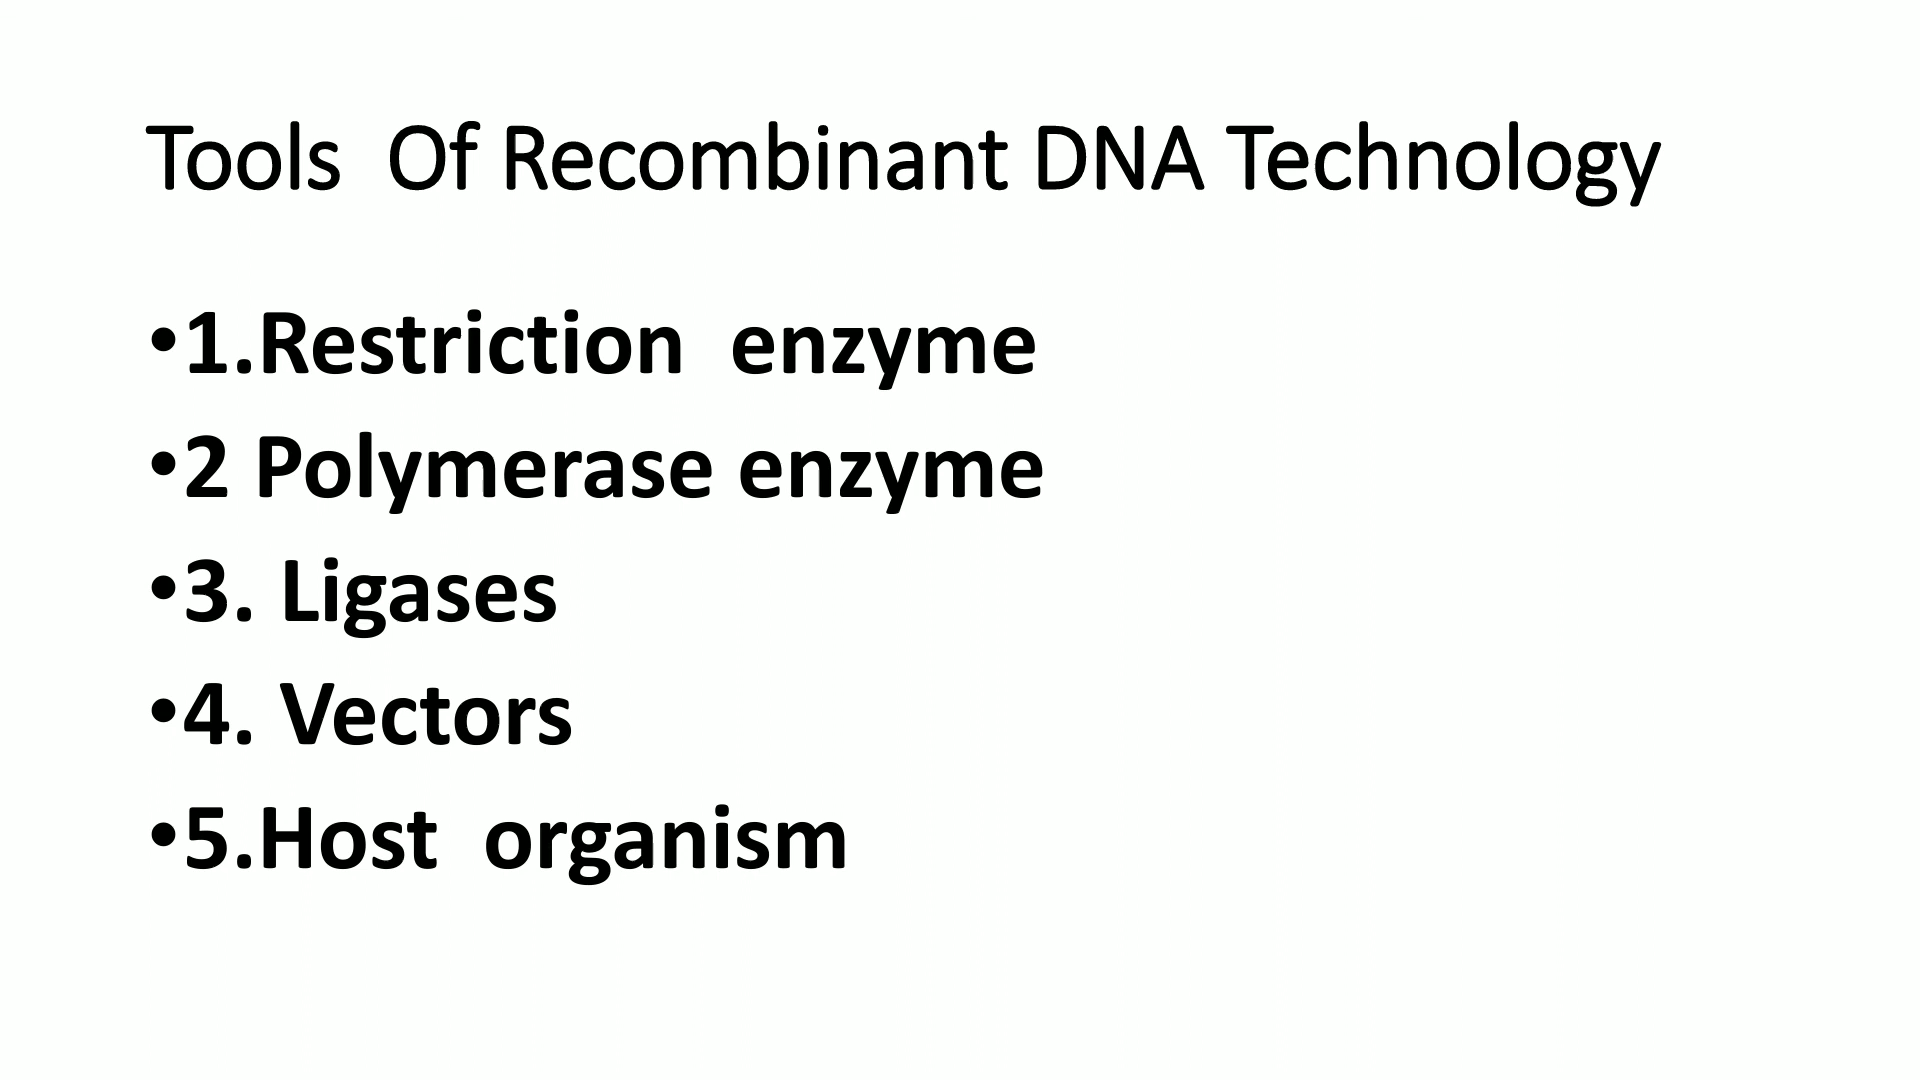 Tools  Of Recombinant DNA Technology
•1.Restriction  enzyme
•2 Polymerase enzyme
•3. Ligases
•4. Vectors
•5.Host  organism